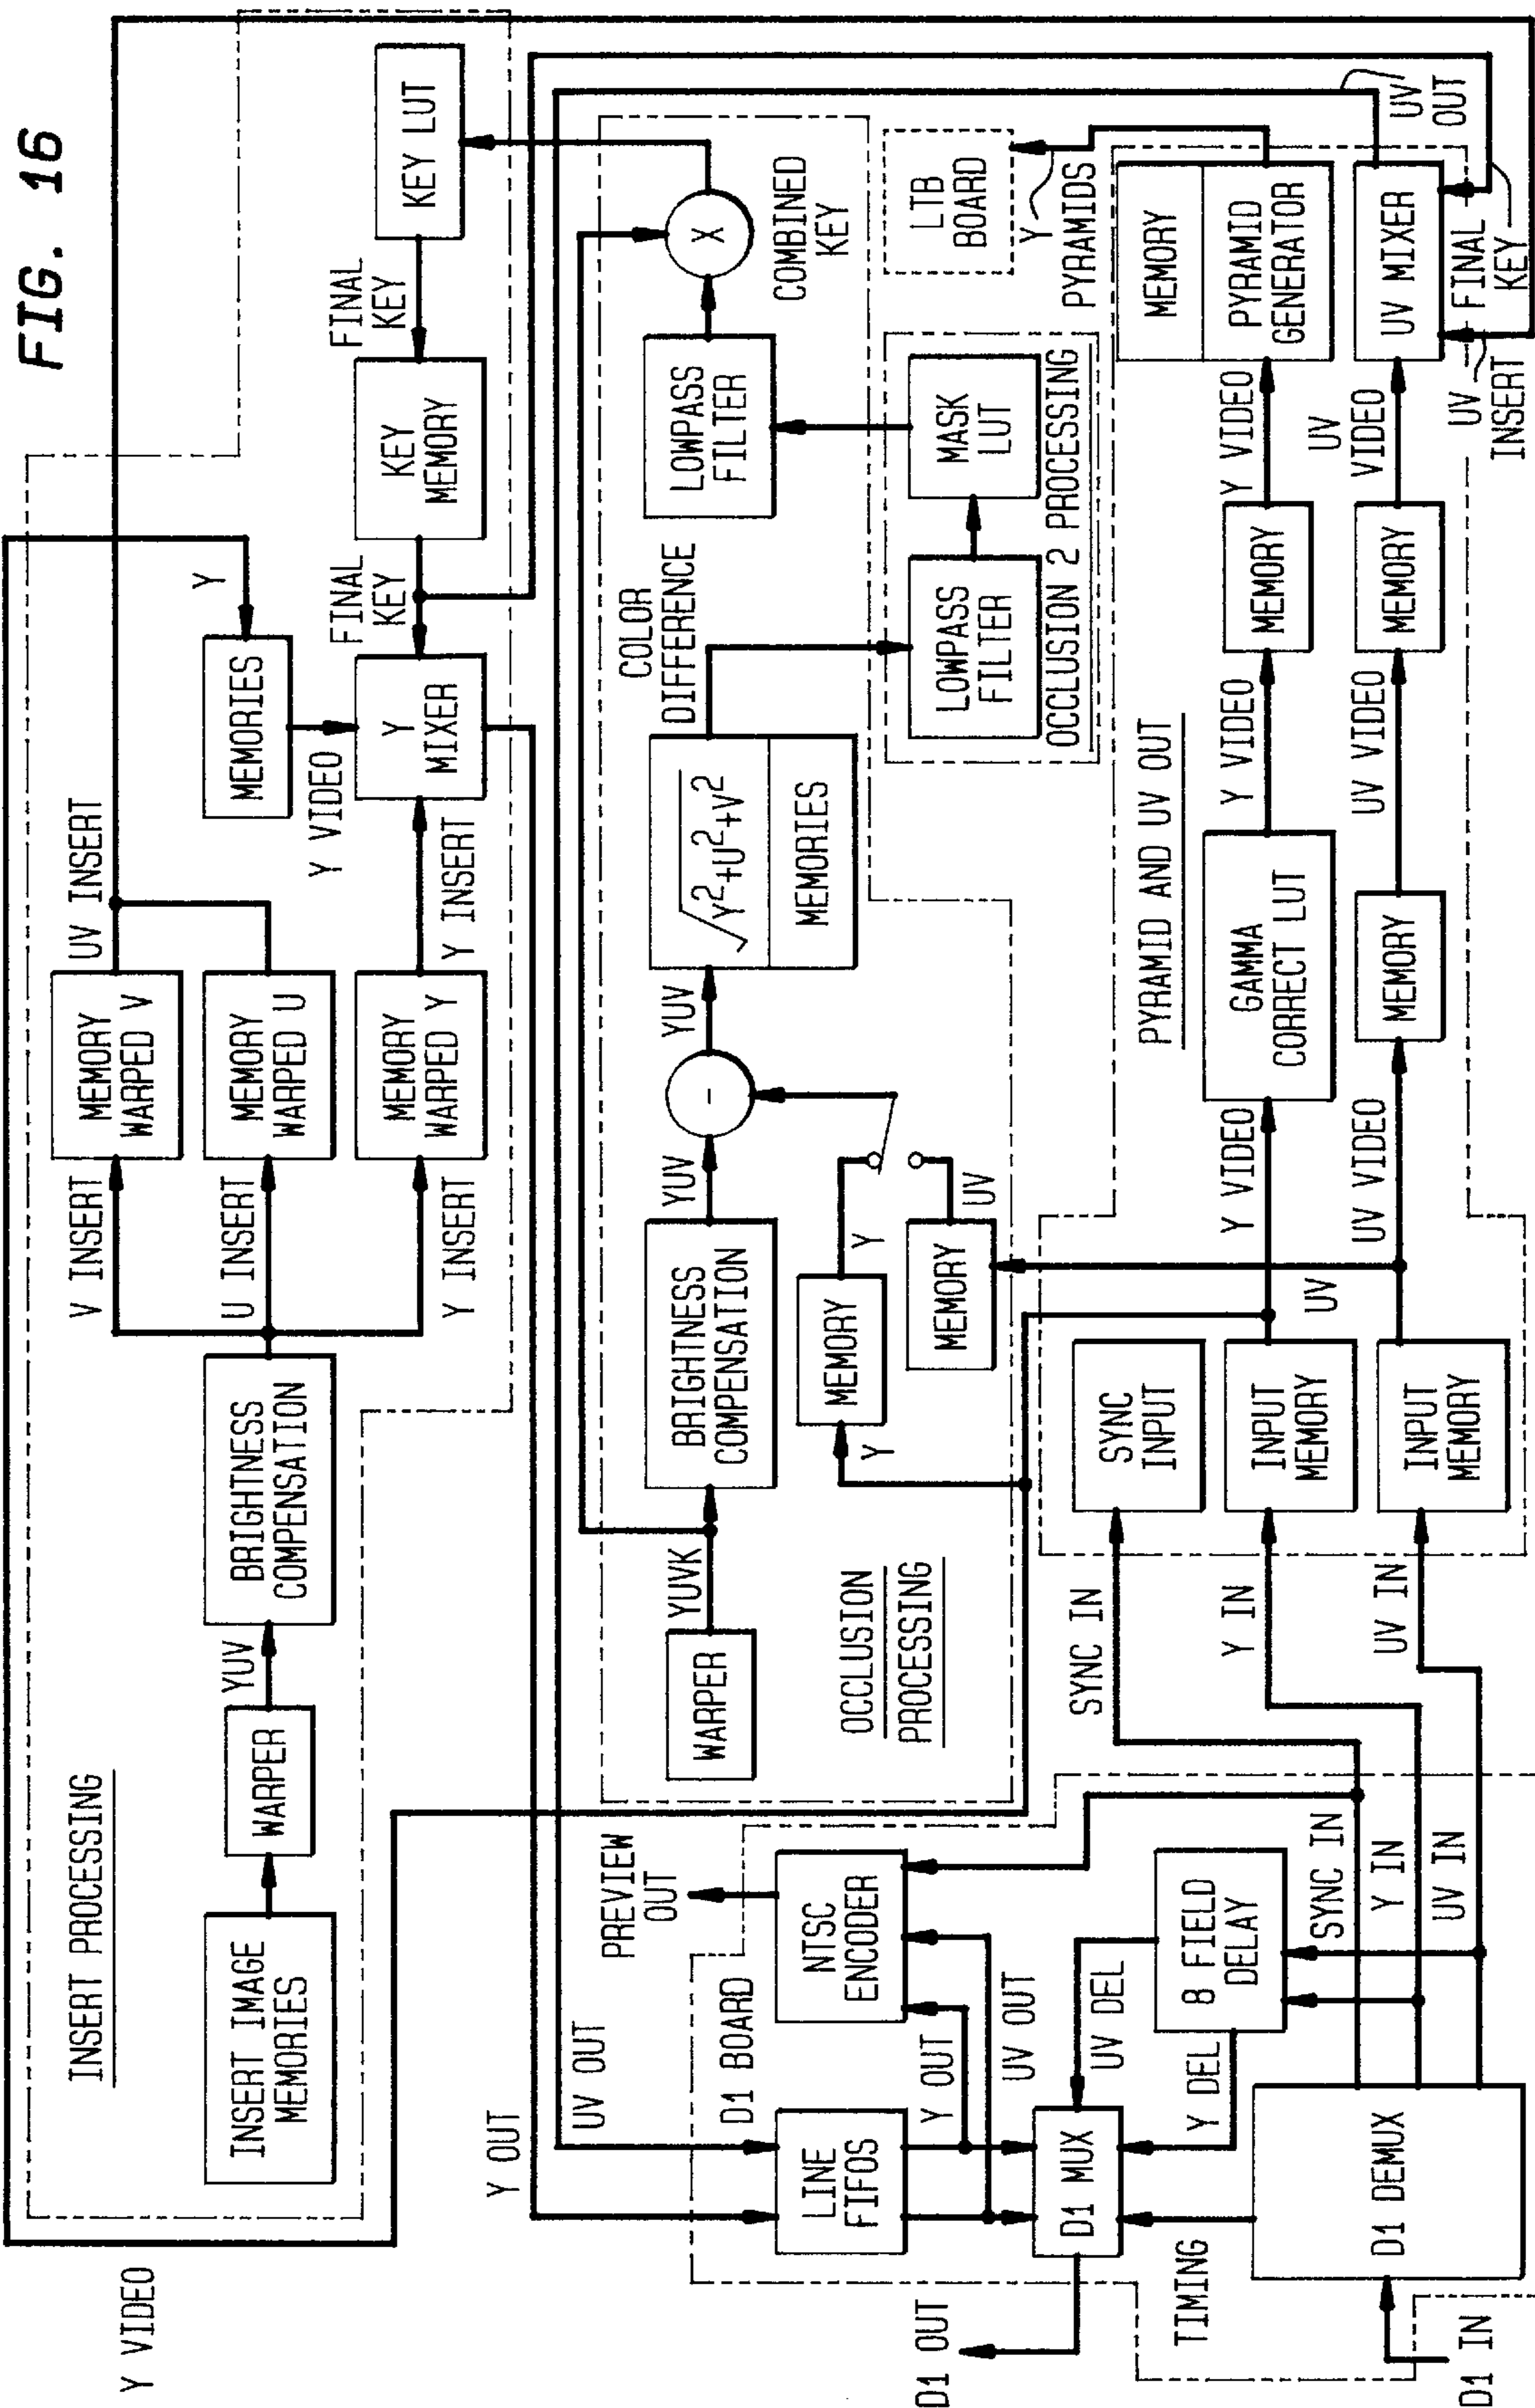 FIG. 16
INSERT PROCESSING
INSERT IMAGE
MEMORIES
WARPER
YUV
BRIGHTNESS
COMPENSATION
V INSERT
U INSERT
Y INSERT
MEMORY
WARPED V
MEMORY
WARPED U
MEMORY
WARPED Y
UV INSERT
Y INSERT
Y
MEMORIES
Y VIDEO
Y
MIXER
FINAL
KEY
KEY
MEMORY
FINAL
KEY
KEY LUT
Y VIDEO
Y OUT
UV OUT
WARPER
YUVK
BRIGHTNESS
COMPENSATION
YUV
-
YUV
√Y²+U²+V²
MEMORIES
COLOR
DIFFERENCE
LOWPASS
FILTER
X
COMBINED
KEY
OCCLUSION
PROCESSING
Y
MEMORY
Y
MEMORY
UV
LOWPASS
FILTER
MASK
LUT
OCCLUSION 2 PROCESSING
LTB
BOARD
Y
PYRAMIDS
PREVIEW
OUT
D1 BOARD
LINE
FIFOS
NTSC
ENCODER
Y OUT
UV OUT
D1 MUX
UV DEL
Y DEL
8 FIELD
DELAY
D1 OUT
TIMING
D1 DEMUX
D1 IN
SYNC IN
Y IN
UV IN
SYNC IN
Y IN
UV IN
SYNC
INPUT
INPUT
MEMORY
INPUT
MEMORY
UV
PYRAMID AND UV OUT
Y VIDEO
GAMMA
CORRECT LUT
Y VIDEO
MEMORY
Y VIDEO
MEMORY
PYRAMID
GENERATOR
UV VIDEO
MEMORY
UV VIDEO
MEMORY
UV
VIDEO
UV MIXER
UV
OUT
UV
INSERT
FINAL
KEY